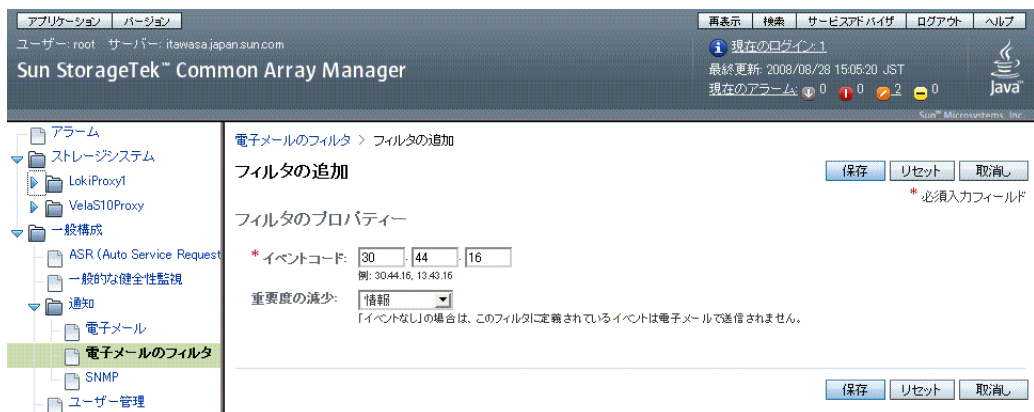 アプリケーション バージョン
再表示 検索 サービスアドバイザ ログアウト ヘルプ
ユーザー: root サーバー: itawasa.japan.sun.com
現在のログイン: 1
Sun StorageTek™ Common Array Manager
最終更新: 2008/08/28 15:05:20 JST
現在のアラーム: 0 0 2 0
Java™
Sun™ Microsystems, Inc.
アラーム
ストレージシステム
LokiProxy1
VelaS10Proxy
一般構成
ASR (Auto Service Request
一般的な健全性監視
通知
電子メール
電子メールのフィルタ
SNMP
ユーザー管理
電子メールのフィルタ > フィルタの追加
フィルタの追加
保存 リセット 取消し
* 必須入力フィールド
フィルタのプロパティー
* イベントコード: 30 . 44 . 16
例: 30.44.16, 13.43.16
重要度の減少: 情報
「イベントなし」の場合は、このフィルタに定義されているイベントは電子メールで送信されません。
保存 リセット 取消し